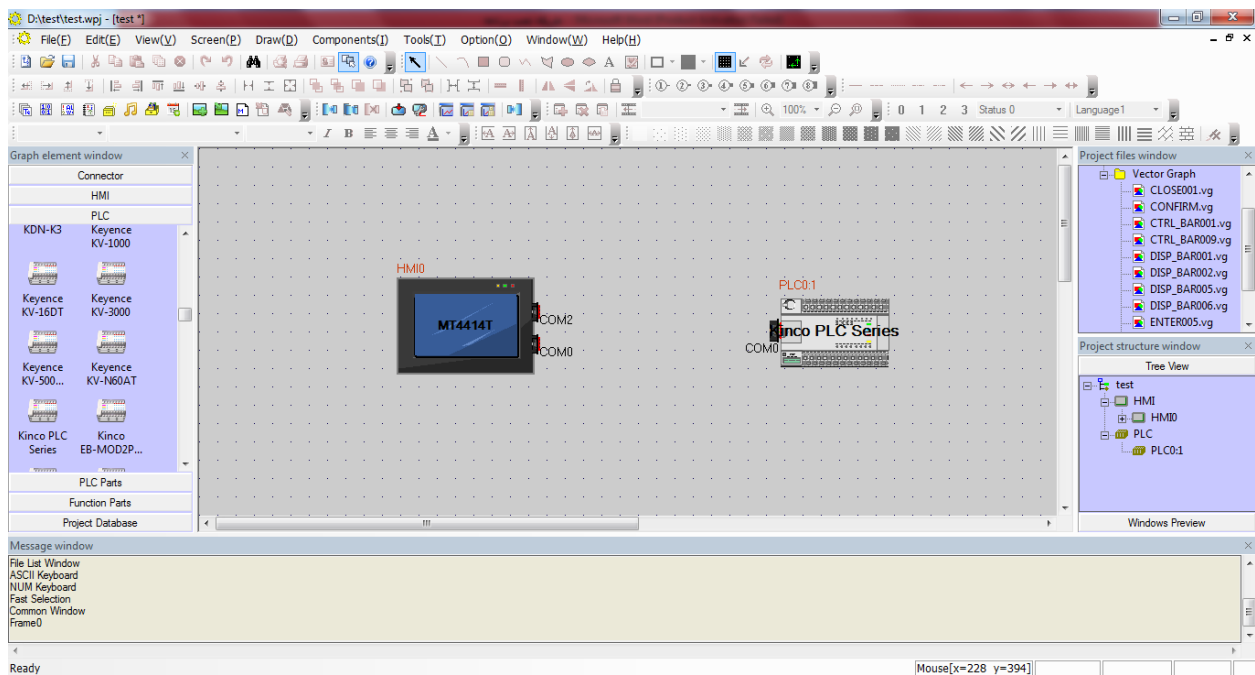 D:\test\test.wpj - [test *]
File(F) Edit(E) View(V) Screen(P) Draw(D) Components(I) Tools(T) Option(O) Window(W) Help(H)
100%
0 1 2 3 Status 0
Language1
Graph element window
Connector
HMI
PLC
KDN-K3
Keyence
KV-1000
Keyence
KV-16DT
Keyence
KV-3000
Keyence
KV-500...
Keyence
KV-N60AT
Kinco PLC
Series
Kinco
EB-MOD2P...
PLC Parts
Function Parts
Project Database
HMI0
MT4414T
COM2
COM0
PLC0:1
Kinco PLC Series
COM0
Project files window
Vector Graph
CLOSE001.vg
CONFIRM.vg
CTRL_BAR001.vg
CTRL_BAR009.vg
DISP_BAR001.vg
DISP_BAR002.vg
DISP_BAR005.vg
DISP_BAR006.vg
ENTER005.vg
Project structure window
Tree View
test
HMI
HMI0
PLC
PLC0:1
Windows Preview
Message window
File List Window
ASCII Keyboard
NUM Keyboard
Fast Selection
Common Window
Frame0
Ready
Mouse[x=228 y=394]